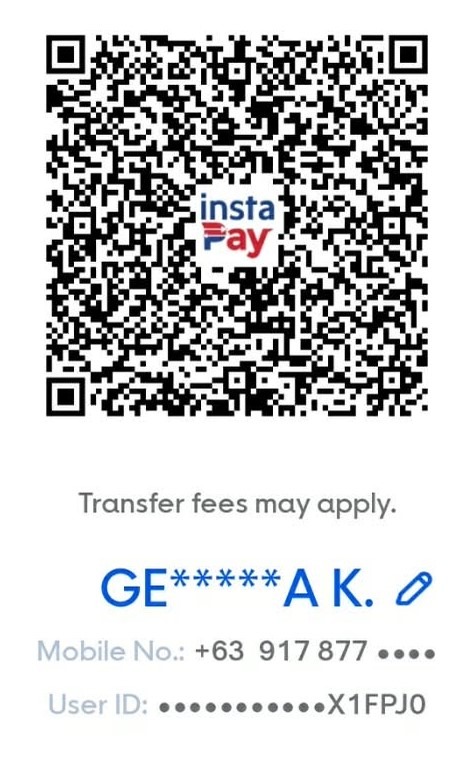 insta
Pay
Transfer fees may apply.
GE*****A K.
Mobile No.: +63 917 877 ••••
User ID: •••••••••••X1FPJ0